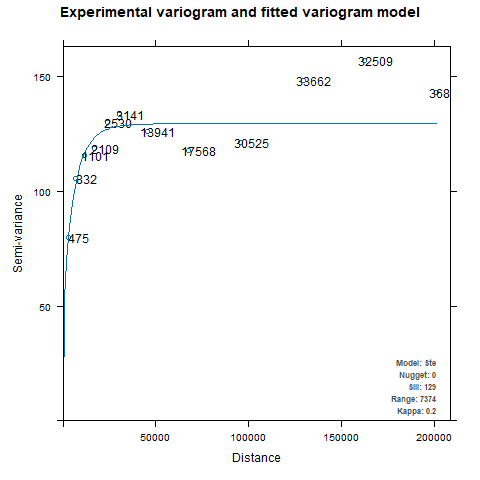 Experimental variogram and fitted variogram model
Semi-variance
150
100
50
32509
33662
368
3141
2530
13941
30525
2109
17568
1101
832
475
Model: Ste
Nugget: 0
Sill: 129
Range: 7374
Kappa: 0.2
50000
100000
150000
200000
Distance